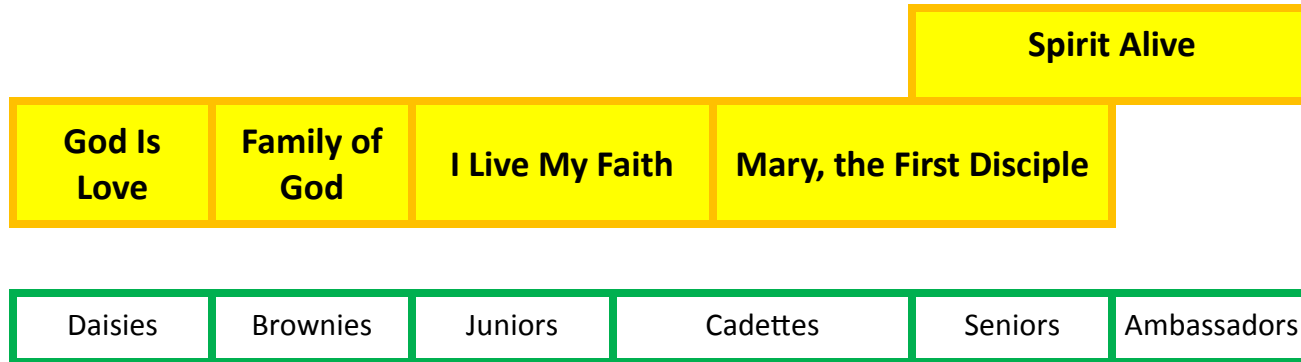 Spirit Alive
God Is
Love
Family of
God
I Live My Faith
Mary, the First Disciple
Daisies
Brownies
Juniors
Cadettes
Seniors
Ambassadors